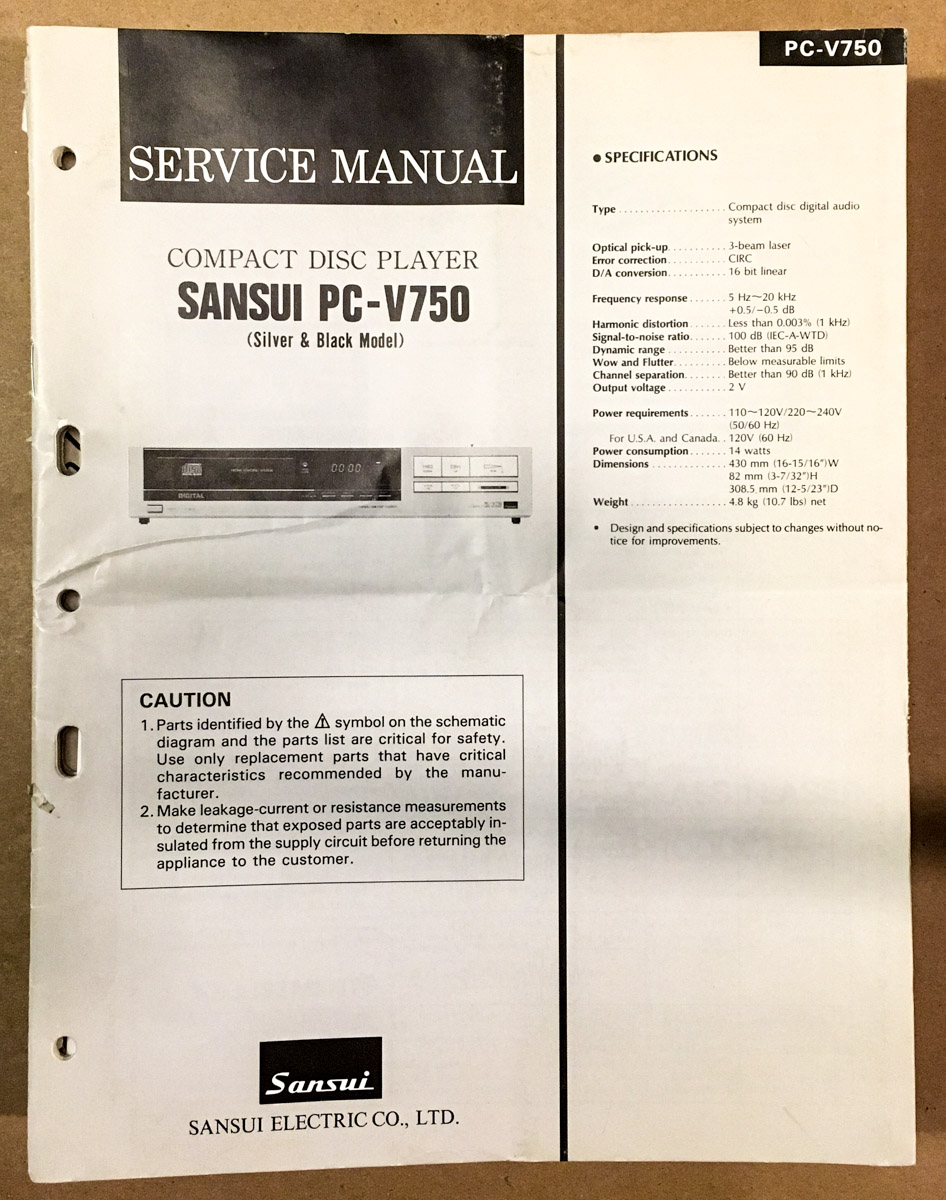 PC-V750
SERVICE MANUAL
COMPACT DISC PLAYER
SANSUI PC-V750
(Silver & Black Model)
DIGITAL
00:00
CAUTION
1. Parts identified by the ⚠ symbol on the schematic
diagram and the parts list are critical for safety.
Use only replacement parts that have critical
characteristics recommended by the manu-
facturer.
2. Make leakage-current or resistance measurements
to determine that exposed parts are acceptably in-
sulated from the supply circuit before returning the
appliance to the customer.
Sansui
SANSUI ELECTRIC CO., LTD.
● SPECIFICATIONS
Type . . . . . . . . . . . . . . . . . . . . Compact disc digital audio
system
Optical pick-up. . . . . . . . . . . 3-beam laser
Error correction. . . . . . . . . . . CIRC
D/A conversion. . . . . . . . . . . 16 bit linear
Frequency response . . . . . . . 5 Hz～20 kHz
+0.5/−0.5 dB
Harmonic distortion . . . . . . . Less than 0.003% (1 kHz)
Signal-to-noise ratio. . . . . . . 100 dB (IEC-A-WTD)
Dynamic range . . . . . . . . . . . Better than 95 dB
Wow and Flutter. . . . . . . . . . Below measurable limits
Channel separation. . . . . . . . Better than 90 dB (1 kHz)
Output voltage . . . . . . . . . . . 2 V
Power requirements . . . . . . . 110～120V/220～240V
(50/60 Hz)
For U.S.A. and Canada. . 120V (60 Hz)
Power consumption . . . . . . . 14 watts
Dimensions . . . . . . . . . . . . . . 430 mm (16-15/16")W
82 mm (3-7/32")H
308.5 mm (12-5/23")D
Weight . . . . . . . . . . . . . . . . . . 4.8 kg (10.7 lbs) net
* Design and specifications subject to changes without no-
tice for improvements.